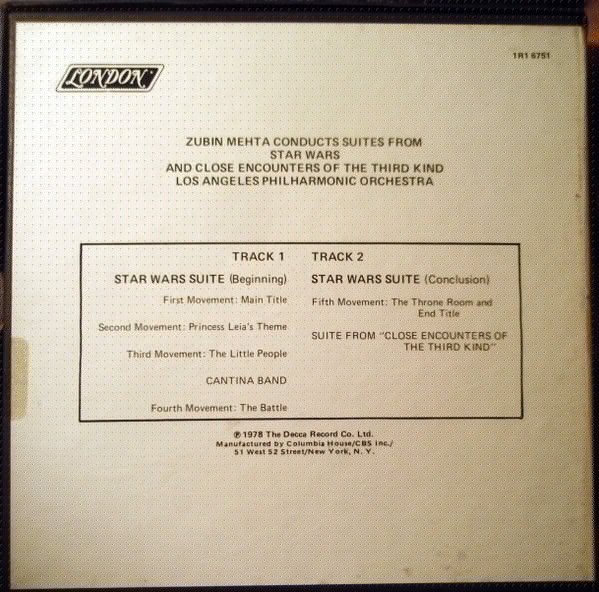 LONDON
1R1 6751
ZUBIN MEHTA CONDUCTS SUITES FROM
STAR WARS
AND CLOSE ENCOUNTERS OF THE THIRD KIND
LOS ANGELES PHILHARMONIC ORCHESTRA
TRACK 1
STAR WARS SUITE (Beginning)
First Movement: Main Title
Second Movement: Princess Leia's Theme
Third Movement: The Little People
CANTINA BAND
Fourth Movement: The Battle
TRACK 2
STAR WARS SUITE (Conclusion)
Fifth Movement: The Throne Room and
End Title
SUITE FROM "CLOSE ENCOUNTERS OF
THE THIRD KIND"
℗ 1978 The Decca Record Co. Ltd.
Manufactured by Columbia House/CBS Inc./
51 West 52 Street/New York, N. Y.